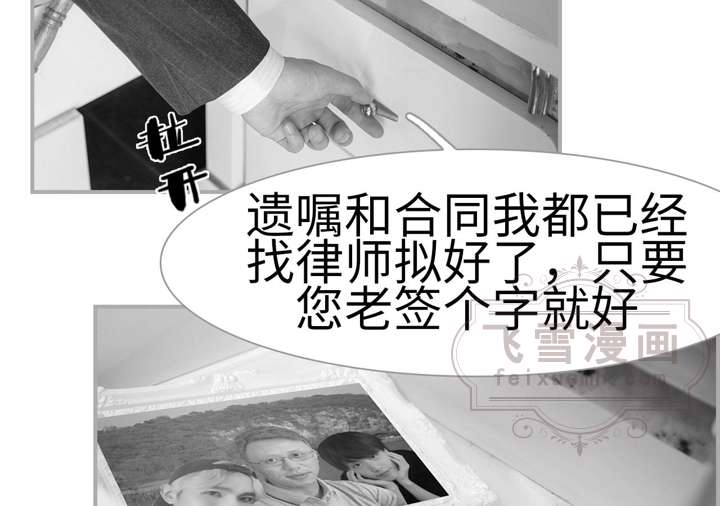 拉开
遗嘱和合同我都已经
找律师拟好了，只要
您老签个字就好
飞雪漫画
feixuemh.com